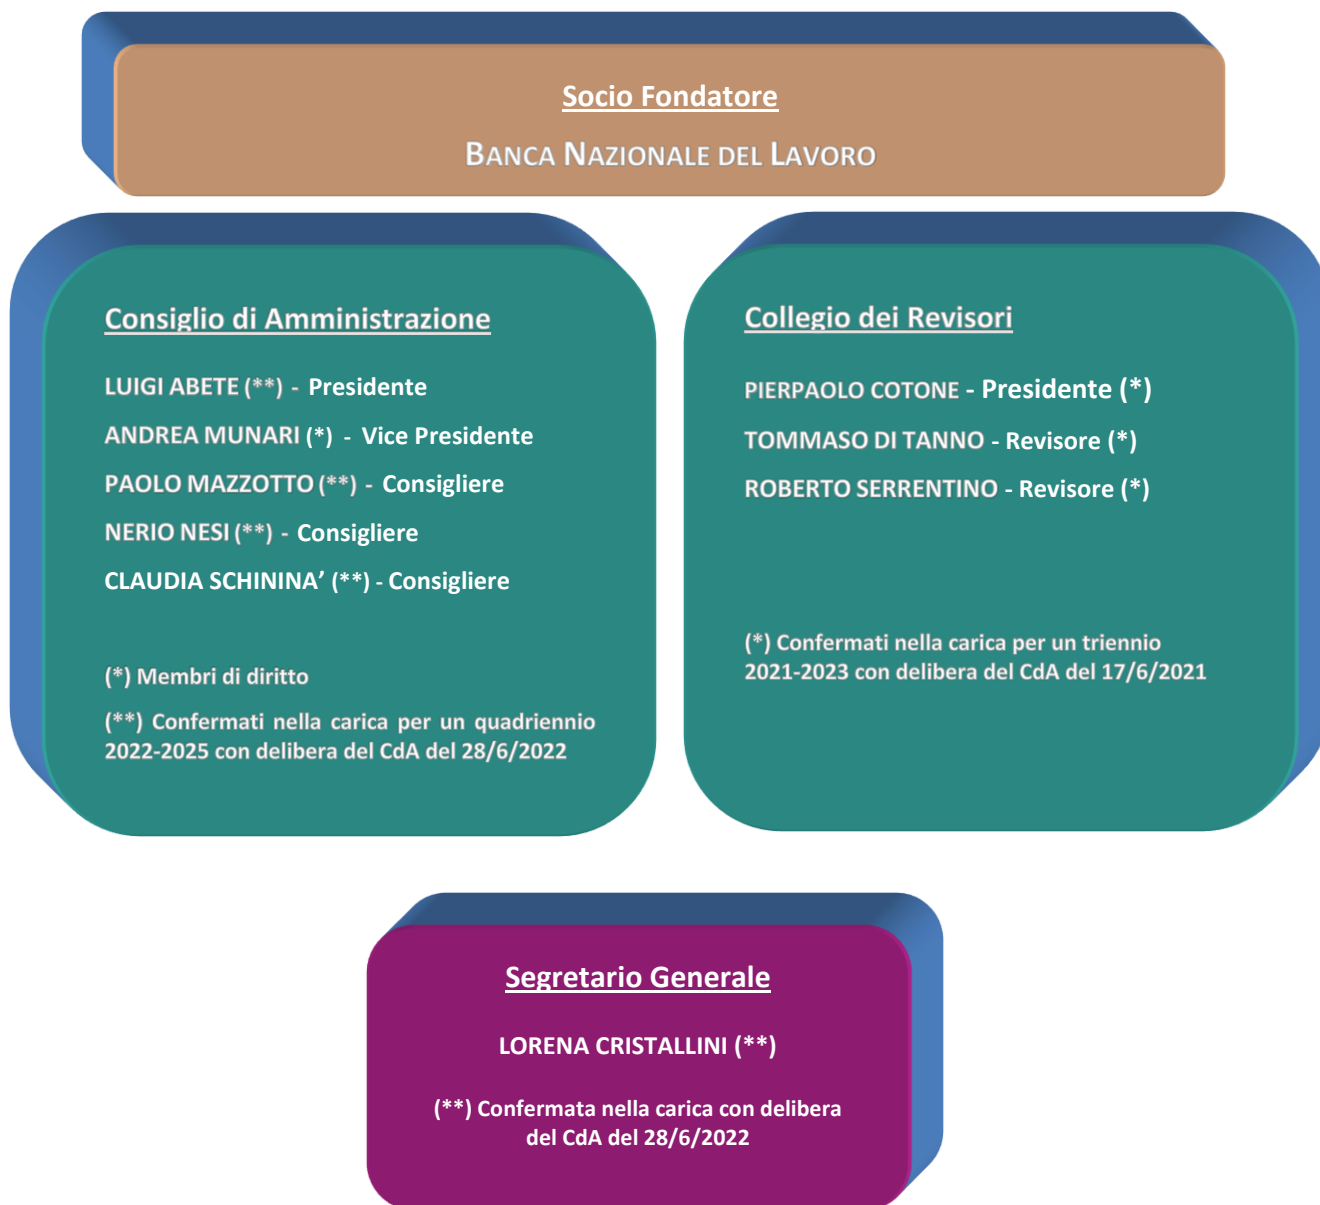 Socio Fondatore
BANCA NAZIONALE DEL LAVORO
Consiglio di Amministrazione
LUIGI ABETE (**) - Presidente
ANDREA MUNARI (*) - Vice Presidente
PAOLO MAZZOTTO (**) - Consigliere
NERIO NESI (**) - Consigliere
CLAUDIA SCHININA’ (**) - Consigliere
(*) Membri di diritto
(**) Confermati nella carica per un quadriennio
2022-2025 con delibera del CdA del 28/6/2022
Collegio dei Revisori
PIERPAOLO COTONE - Presidente (*)
TOMMASO DI TANNO - Revisore (*)
ROBERTO SERRENTINO - Revisore (*)
(*) Confermati nella carica per un triennio
2021-2023 con delibera del CdA del 17/6/2021
Segretario Generale
LORENA CRISTALLINI (**)
(**) Confermata nella carica con delibera
del CdA del 28/6/2022